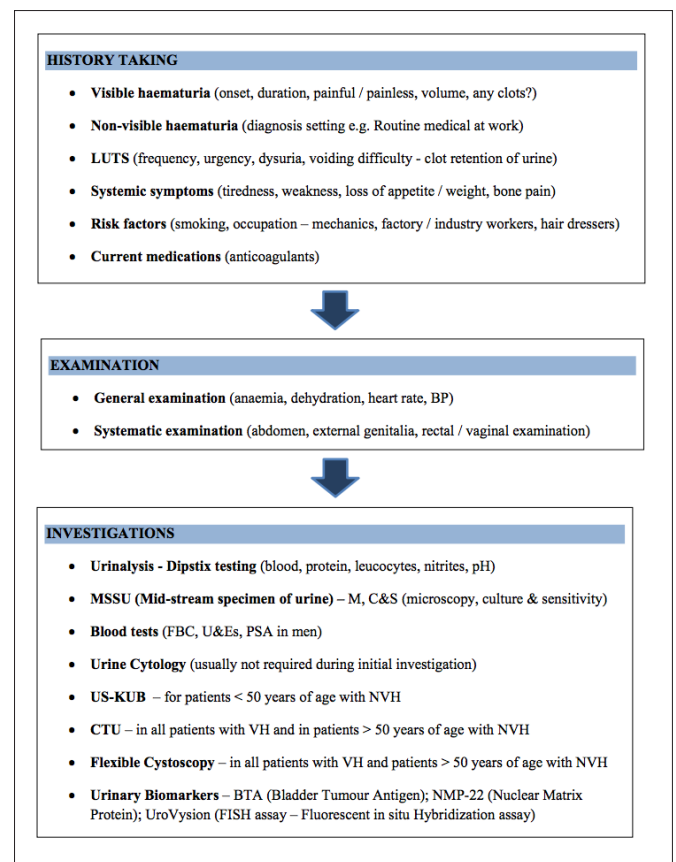 HISTORY TAKING
• Visible haematuria (onset, duration, painful / painless, volume, any clots?)
• Non-visible haematuria (diagnosis setting e.g. Routine medical at work)
• LUTS (frequency, urgency, dysuria, voiding difficulty - clot retention of urine)
• Systemic symptoms (tiredness, weakness, loss of appetite / weight, bone pain)
• Risk factors (smoking, occupation – mechanics, factory / industry workers, hair dressers)
• Current medications (anticoagulants)
EXAMINATION
• General examination (anaemia, dehydration, heart rate, BP)
• Systematic examination (abdomen, external genitalia, rectal / vaginal examination)
INVESTIGATIONS
• Urinalysis - Dipstix testing (blood, protein, leucocytes, nitrites, pH)
• MSSU (Mid-stream specimen of urine) – M, C&S (microscopy, culture & sensitivity)
• Blood tests (FBC, U&Es, PSA in men)
• Urine Cytology (usually not required during initial investigation)
• US-KUB – for patients < 50 years of age with NVH
• CTU – in all patients with VH and in patients > 50 years of age with NVH
• Flexible Cystoscopy – in all patients with VH and patients > 50 years of age with NVH
• Urinary Biomarkers – BTA (Bladder Tumour Antigen); NMP-22 (Nuclear Matrix
Protein); UroVysion (FISH assay – Fluorescent in situ Hybridization assay)